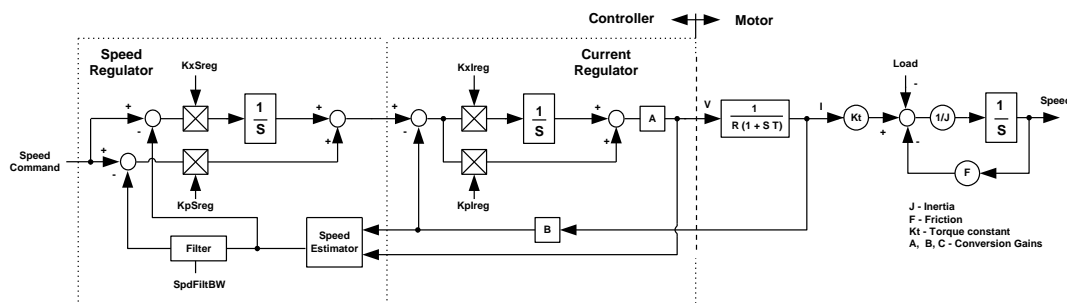 Controller
Motor
Speed
Regulator
Current
Regulator
KxSreg
KxIreg
Load
-
+
-
1
S
+
+
+
-
1
S
+
+
A
V
1
R (1 + S T)
I
Kt
+
-
1/J
1
S
Speed
Speed
Command
+
-
KpSreg
KpIreg
F
J - Inertia
F - Friction
Kt - Torque constant
A, B, C - Conversion Gains
Filter
Speed
Estimator
B
SpdFiltBW